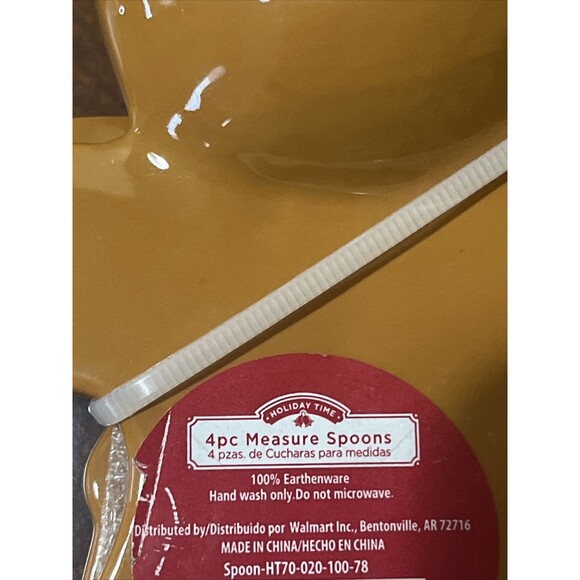 HOLIDAY TIME
4pc Measure Spoons
4 pzas. de Cucharas para medidas
100% Earthenware
Hand wash only.Do not microwave.
Distributed by/Distribuido por Walmart Inc., Bentonville, AR 72716
MADE IN CHINA/HECHO EN CHINA
Spoon-HT70-020-100-78